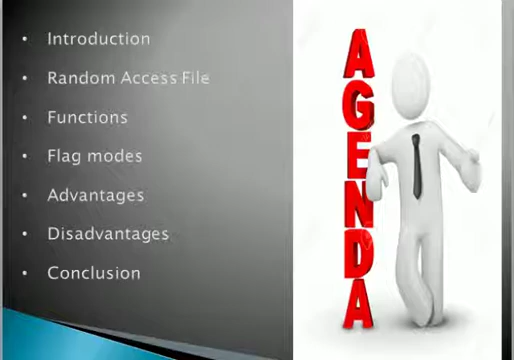 Introduction
Random Access File
Functions
Flag modes
Advantages
Disadvantages
Conclusion
AGENDA